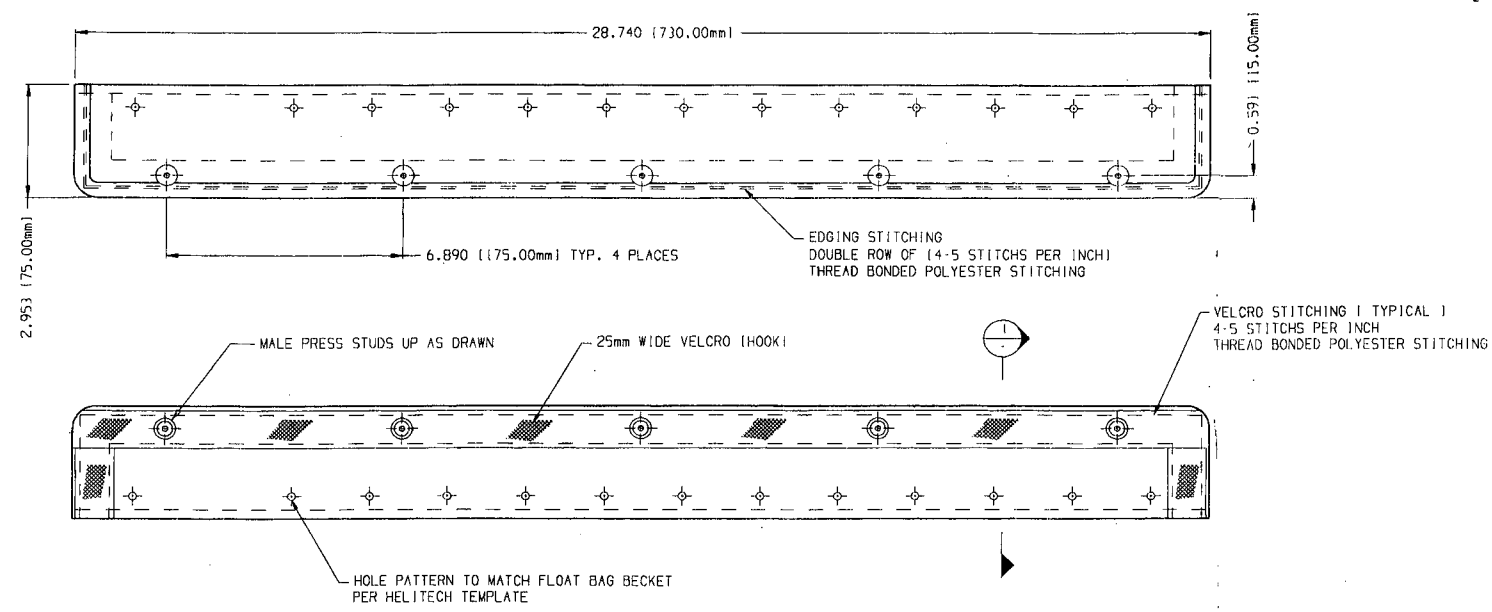 28.740 [730.00mm]
0.591 [15.00mm]
2.953 [75.00mm]
6.890 [175.00mm] TYP. 4 PLACES
EDGING STITCHING
DOUBLE ROW OF [4-5 STITCHS PER INCH]
THREAD BONDED POLYESTER STITCHING
MALE PRESS STUDS UP AS DRAWN
25mm WIDE VELCRO [HOOK]
1
VELCRO STITCHING [ TYPICAL ]
4-5 STITCHS PER INCH
THREAD BONDED POLYESTER STITCHING
HOLE PATTERN TO MATCH FLOAT BAG BECKET
PER HELITECH TEMPLATE